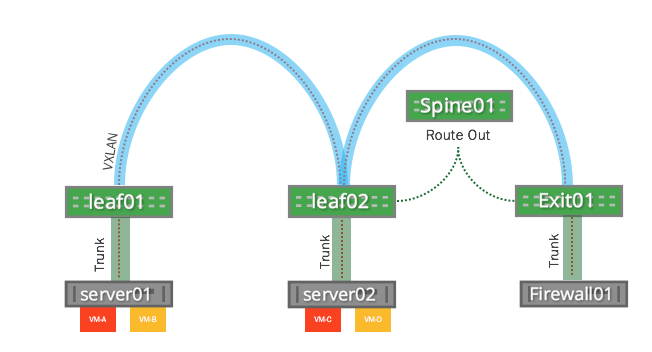 Spine01
Route Out
VXLAN
leaf01
leaf02
Exit01
Trunk
Trunk
Trunk
server01
server02
Firewall01
VM-A
VM-B
VM-C
VM-D